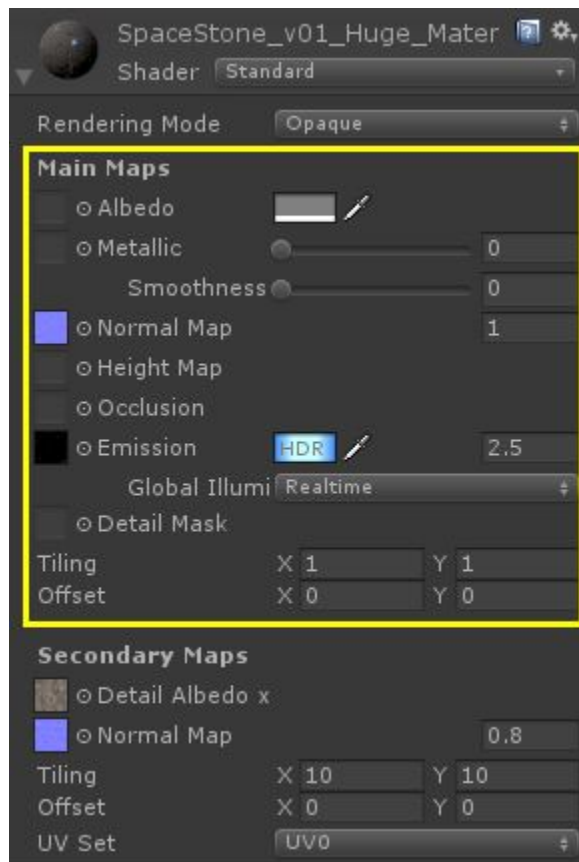 SpaceStone_v01_Huge_Mater
Shader Standard
Rendering Mode Opaque
Main Maps
Albedo
Metallic 0
Smoothness 0
Normal Map 1
Height Map
Occlusion
Emission HDR 2.5
Global Illumi Realtime
Detail Mask
Tiling X 1 Y 1
Offset X 0 Y 0
Secondary Maps
Detail Albedo x
Normal Map 0.8
Tiling X 10 Y 10
Offset X 0 Y 0
UV Set UV0